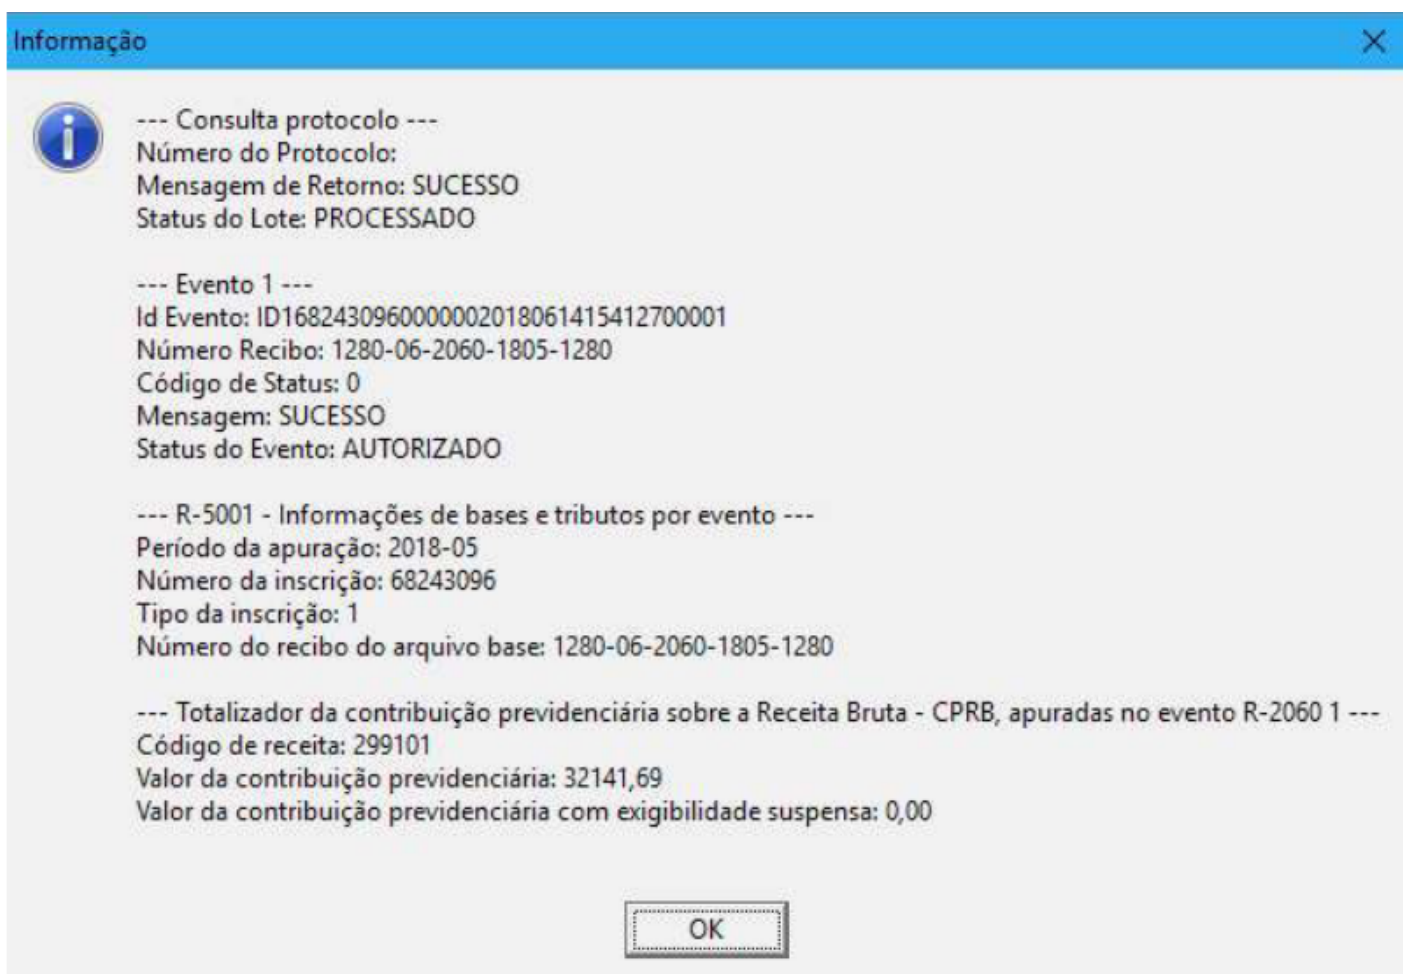 Informação
--- Consulta protocolo ---
Número do Protocolo:
Mensagem de Retorno: SUCESSO
Status do Lote: PROCESSADO
--- Evento 1 ---
Id Evento: ID1682430960000002018061415412700001
Número Recibo: 1280-06-2060-1805-1280
Código de Status: 0
Mensagem: SUCESSO
Status do Evento: AUTORIZADO
--- R-5001 - Informações de bases e tributos por evento ---
Período da apuração: 2018-05
Número da inscrição: 68243096
Tipo da inscrição: 1
Número do recibo do arquivo base: 1280-06-2060-1805-1280
--- Totalizador da contribuição previdenciária sobre a Receita Bruta - CPRB, apuradas no evento R-2060 1 ---
Código de receita: 299101
Valor da contribuição previdenciária: 32141,69
Valor da contribuição previdenciária com exigibilidade suspensa: 0,00
OK